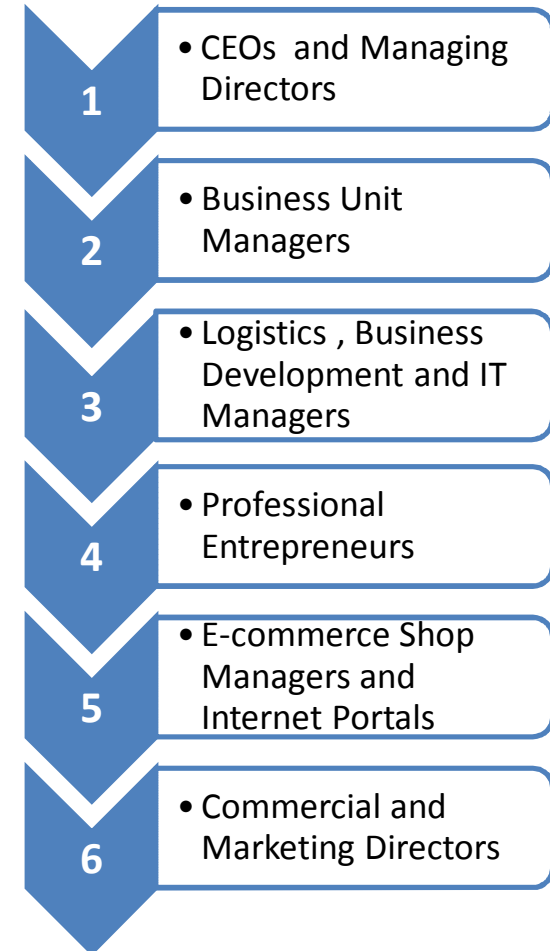 1
• CEOs and Managing
Directors
2
• Business Unit
Managers
3
• Logistics , Business
Development and IT
Managers
4
• Professional
Entrepreneurs
5
• E-commerce Shop
Managers and
Internet Portals
6
• Commercial and
Marketing Directors